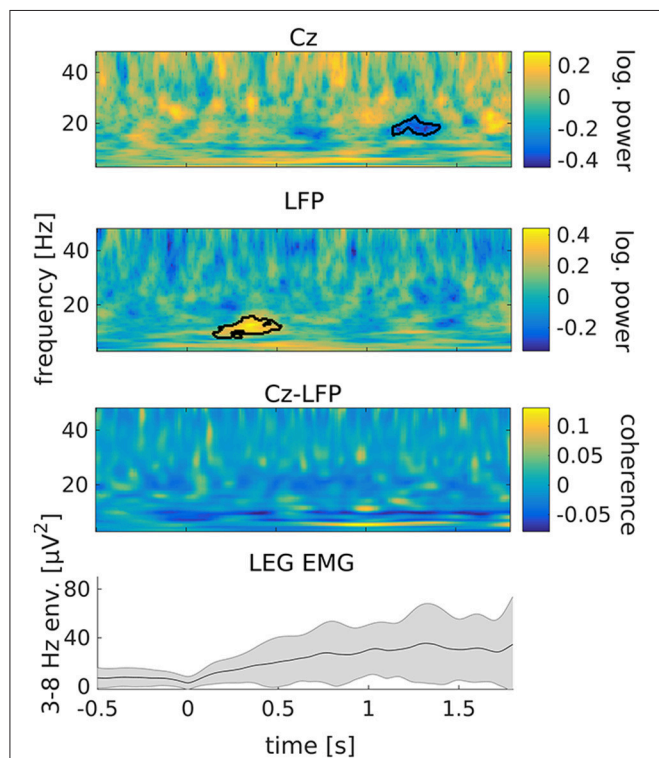 Cz
40
20
0.2
0
-0.2
-0.4
log. power
LFP
40
20
0.4
0.2
0
-0.2
log. power
frequency [Hz]
Cz-LFP
40
20
0.1
0.05
0
-0.05
coherence
LEG EMG
80
40
0
3-8 Hz env. [µV²]
-0.5
0
0.5
1
1.5
time [s]